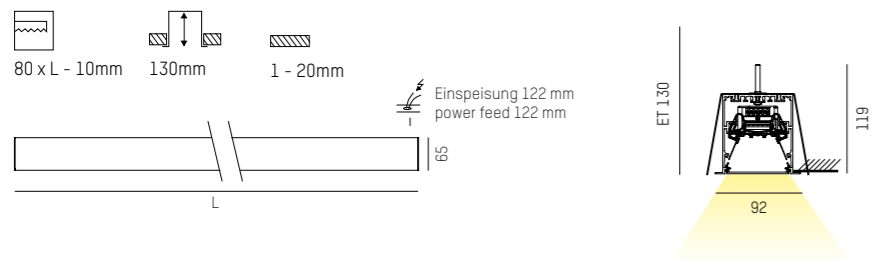 80 x L - 10mm
130mm
1 - 20mm
Einspeisung 122 mm
power feed 122 mm
65
L
ET 130
119
92